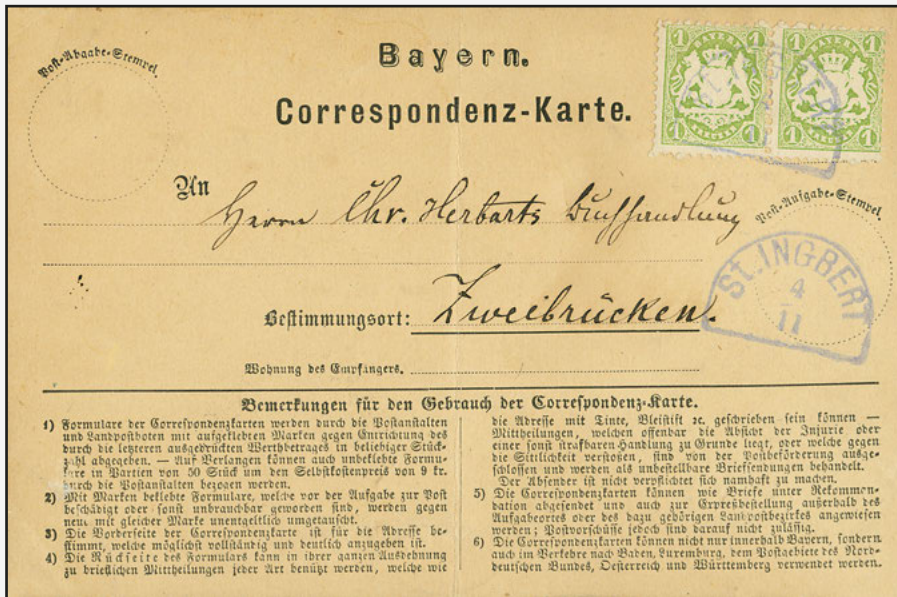 Bayern.
Correspondenz-Karte.
Post-Abgabe-Stempel.
1 BAYERN 1
1 1
1 BAYERN 1
1 1
An
Herrn Chr. Herbarts Buchhandlung
Post-Aufgabe-Stempel.
ST. INGBERT
4
11
Bestimmungsort: Zweibrücken.
Wohnung des Empfängers.
Bemerkungen für den Gebrauch der Correspondenz-Karte.
1) Formulare der Correspondenzkarten werden durch die Postanstalten
und Landpostboten mit aufgeklebten Marken gegen Entrichtung des
durch die letzteren ausgedrückten Werthbetrages in beliebiger Stück-
zahl abgegeben. — Auf Verlangen können auch unbeklebte Formu-
lare in Partien von 50 Stück um den Selbstkostenpreis von 9 kr.
durch die Postanstalten bezogen werden.
2) Mit Marken beklebte Formulare, welche vor der Aufgabe zur Post
beschädigt oder sonst unbrauchbar geworden sind, werden gegen
neue mit gleicher Marke unentgeltlich umgetauscht.
3) Die Vorderseite der Correspondenzkarte ist für die Adresse be-
stimmt, welche möglichst vollständig und deutlich anzugeben ist.
4) Die Rückseite des Formulars kann in ihrer ganzen Ausdehnung
zu brieflichen Mittheilungen jeder Art benützt werden, welche wie
die Adresse mit Tinte, Bleistift ꝛc. geschrieben sein können —
Mittheilungen, welchen offenbar die Absicht der Injurie oder
einer sonst strafbaren Handlung zu Grunde liegt, oder welche gegen
die Sittlichkeit verstoßen, sind von der Postbeförderung ausge-
schlossen und werden als unbestellbare Briefsendungen behandelt.
Der Absender ist nicht verpflichtet sich namhaft zu machen.
5) Die Correspondenzkarten können wie Briefe unter Rekommen-
dation abgesendet und auch zur Expreßbestellung außerhalb des
Aufgabeortes oder des dazu gehörigen Landpostbezirkes angewiesen
werden; Postvorschüsse jedoch sind darauf nicht zulässig.
6) Die Correspondenzkarten können nicht nur innerhalb Bayern, sondern
auch im Verkehre nach Baden, Luxemburg, dem Postgebiete des Nord-
deutschen Bundes, Oesterreich und Württemberg verwendet werden.